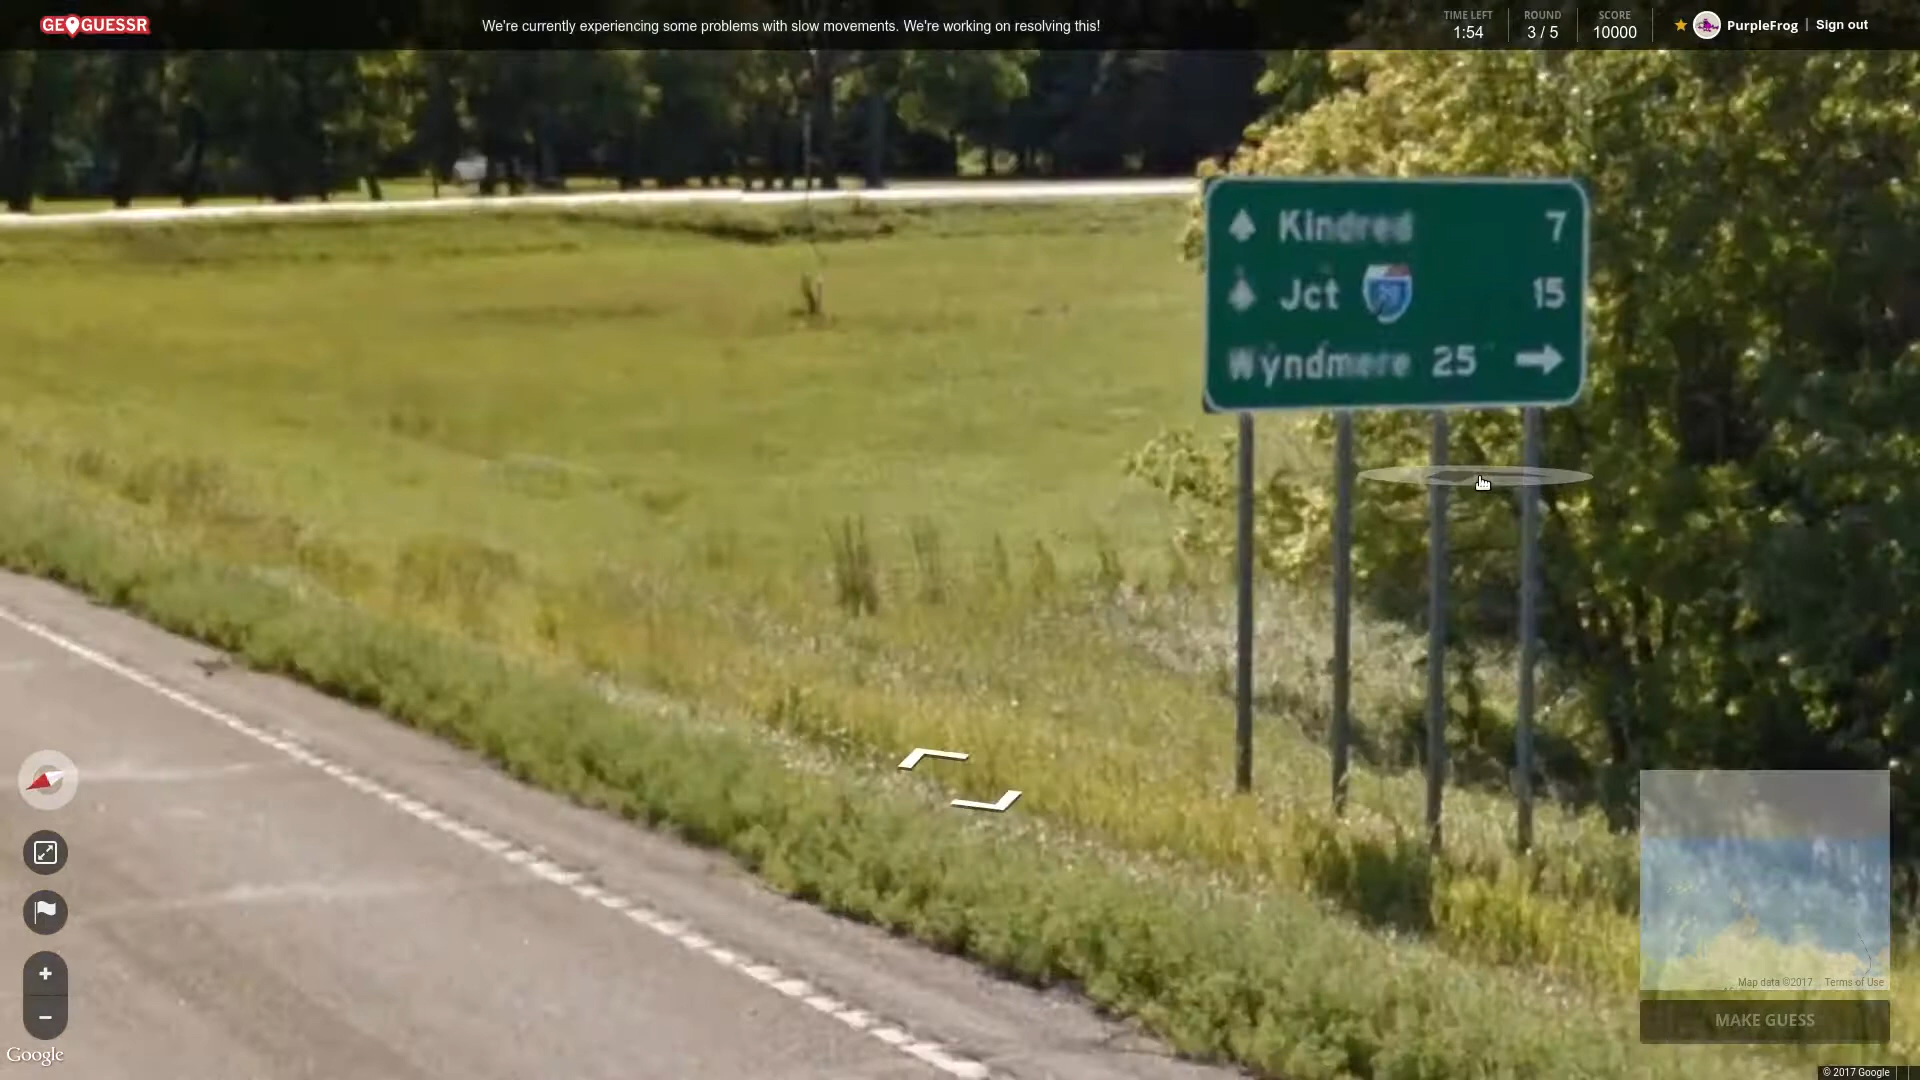 GEOGUESSR
We're currently experiencing some problems with slow movements. We're working on resolving this!
TIME LEFT
1:54
ROUND
3 / 5
SCORE
10000
PurpleFrog
Sign out
Kindred 7
Jct 29 15
Wyndmere 25
Map data ©2017
Terms of Use
MAKE GUESS
Google
© 2017 Google